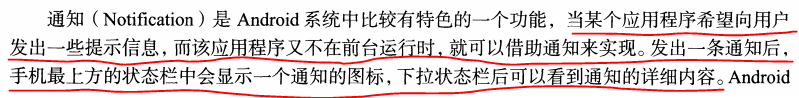 通知（Notification）是 Android 系统中比较有特色的一个功能，当某个应用程序希望向用户
发出一些提示信息，而该应用程序又不在前台运行时，就可以借助通知来实现。发出一条通知后，
手机最上方的状态栏中会显示一个通知的图标，下拉状态栏后可以看到通知的详细内容。Android